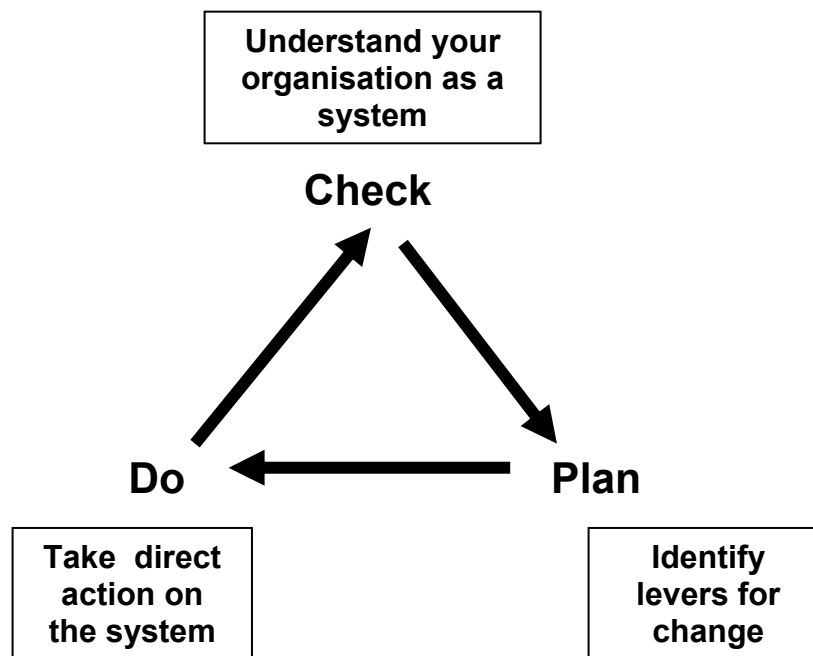 Understand your
organisation as a
system
Check
Do
Plan
Take direct
action on
the system
Identify
levers for
change